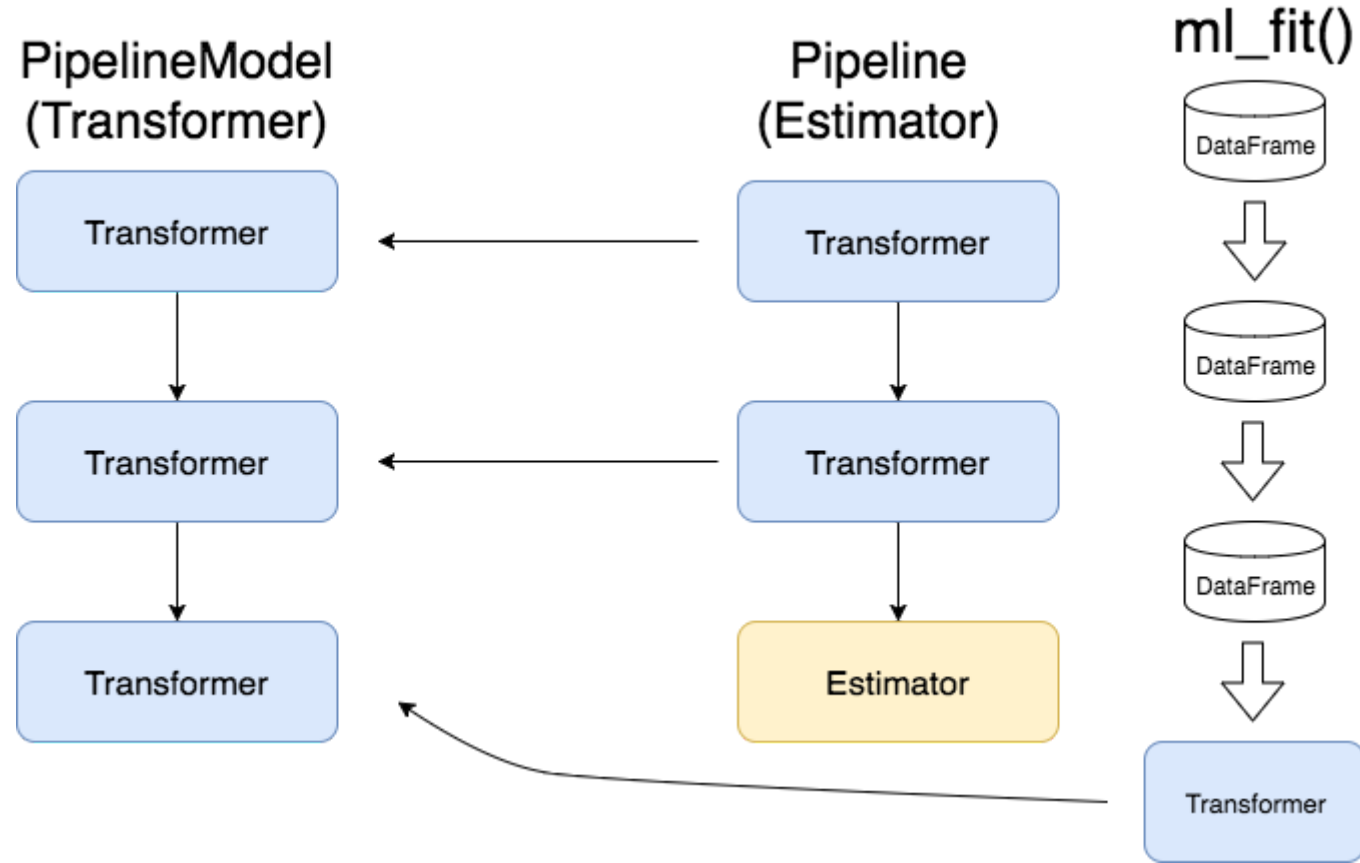 PipelineModel
(Transformer)
Transformer
Transformer
Transformer
Pipeline
(Estimator)
Transformer
Transformer
Estimator
ml_fit()
DataFrame
DataFrame
DataFrame
Transformer